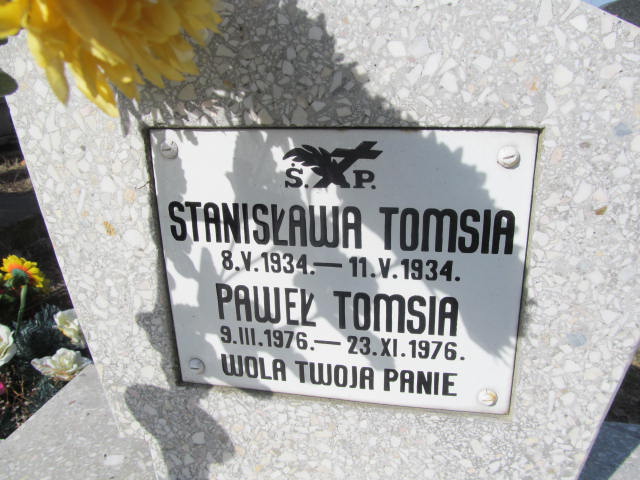 Ś. P.
STANISŁAWA TOMSIA
8.V.1934. — 11.V.1934.
PAWEŁ TOMSIA
9.III.1976. — 23.XI.1976.
WOLA TWOJA PANIE